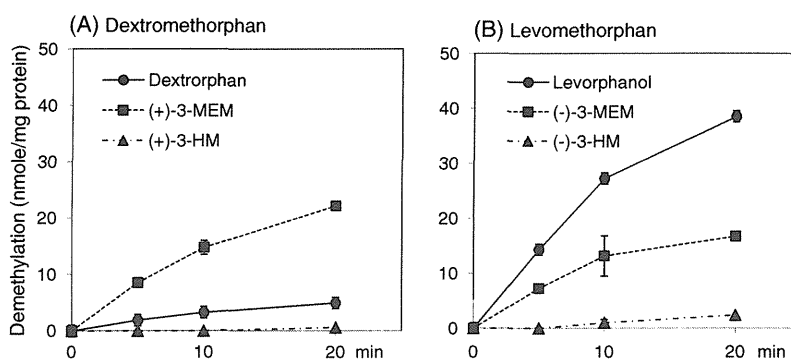 (A) Dextromethorphan
Demethylation (nmole/mg protein)
50
40
30
20
10
0
Dextrorphan
(+)-3-MEM
(+)-3-HM
0
10
20 min
(B) Levomethorphan
50
40
30
20
10
0
Levorphanol
(-)-3-MEM
(-)-3-HM
0
10
20 min